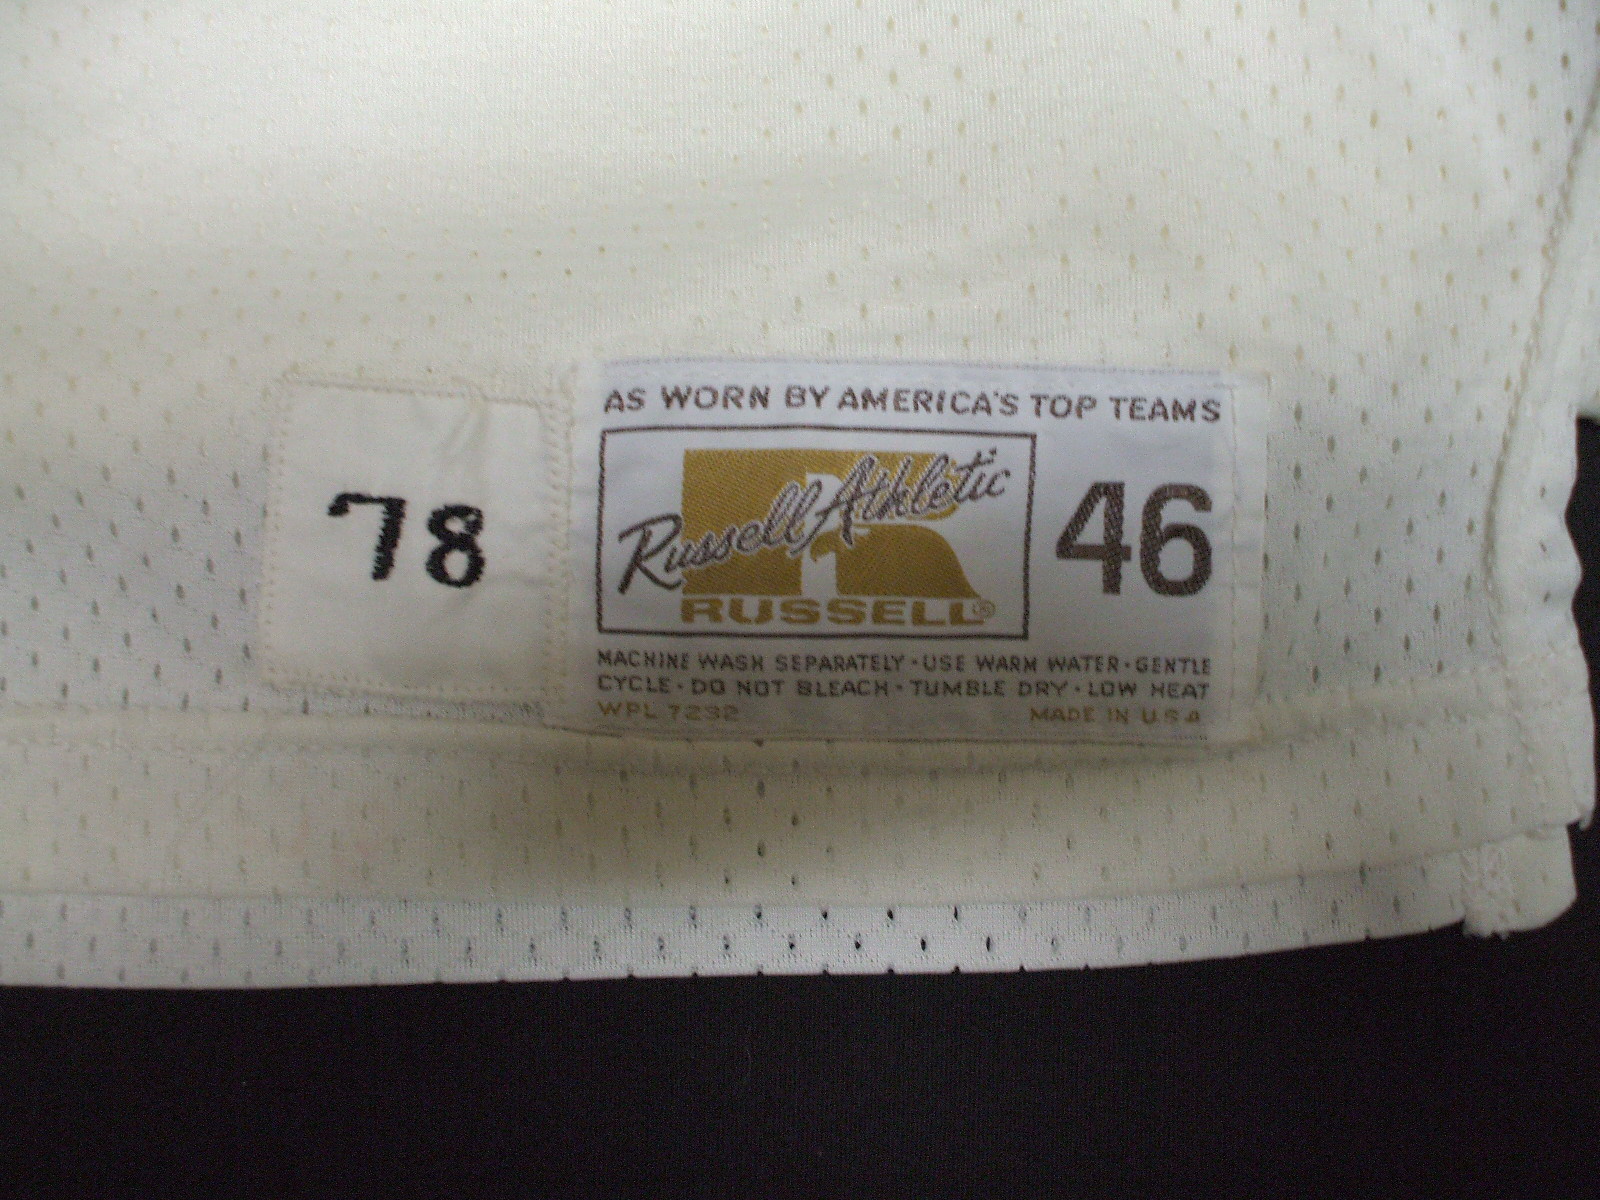 78
AS WORN BY AMERICA'S TOP TEAMS
Russell Athletic
RUSSELL®
46
MACHINE WASH SEPARATELY · USE WARM WATER · GENTLE
CYCLE · DO NOT BLEACH · TUMBLE DRY · LOW HEAT
WPL 7232 MADE IN U.S.A.